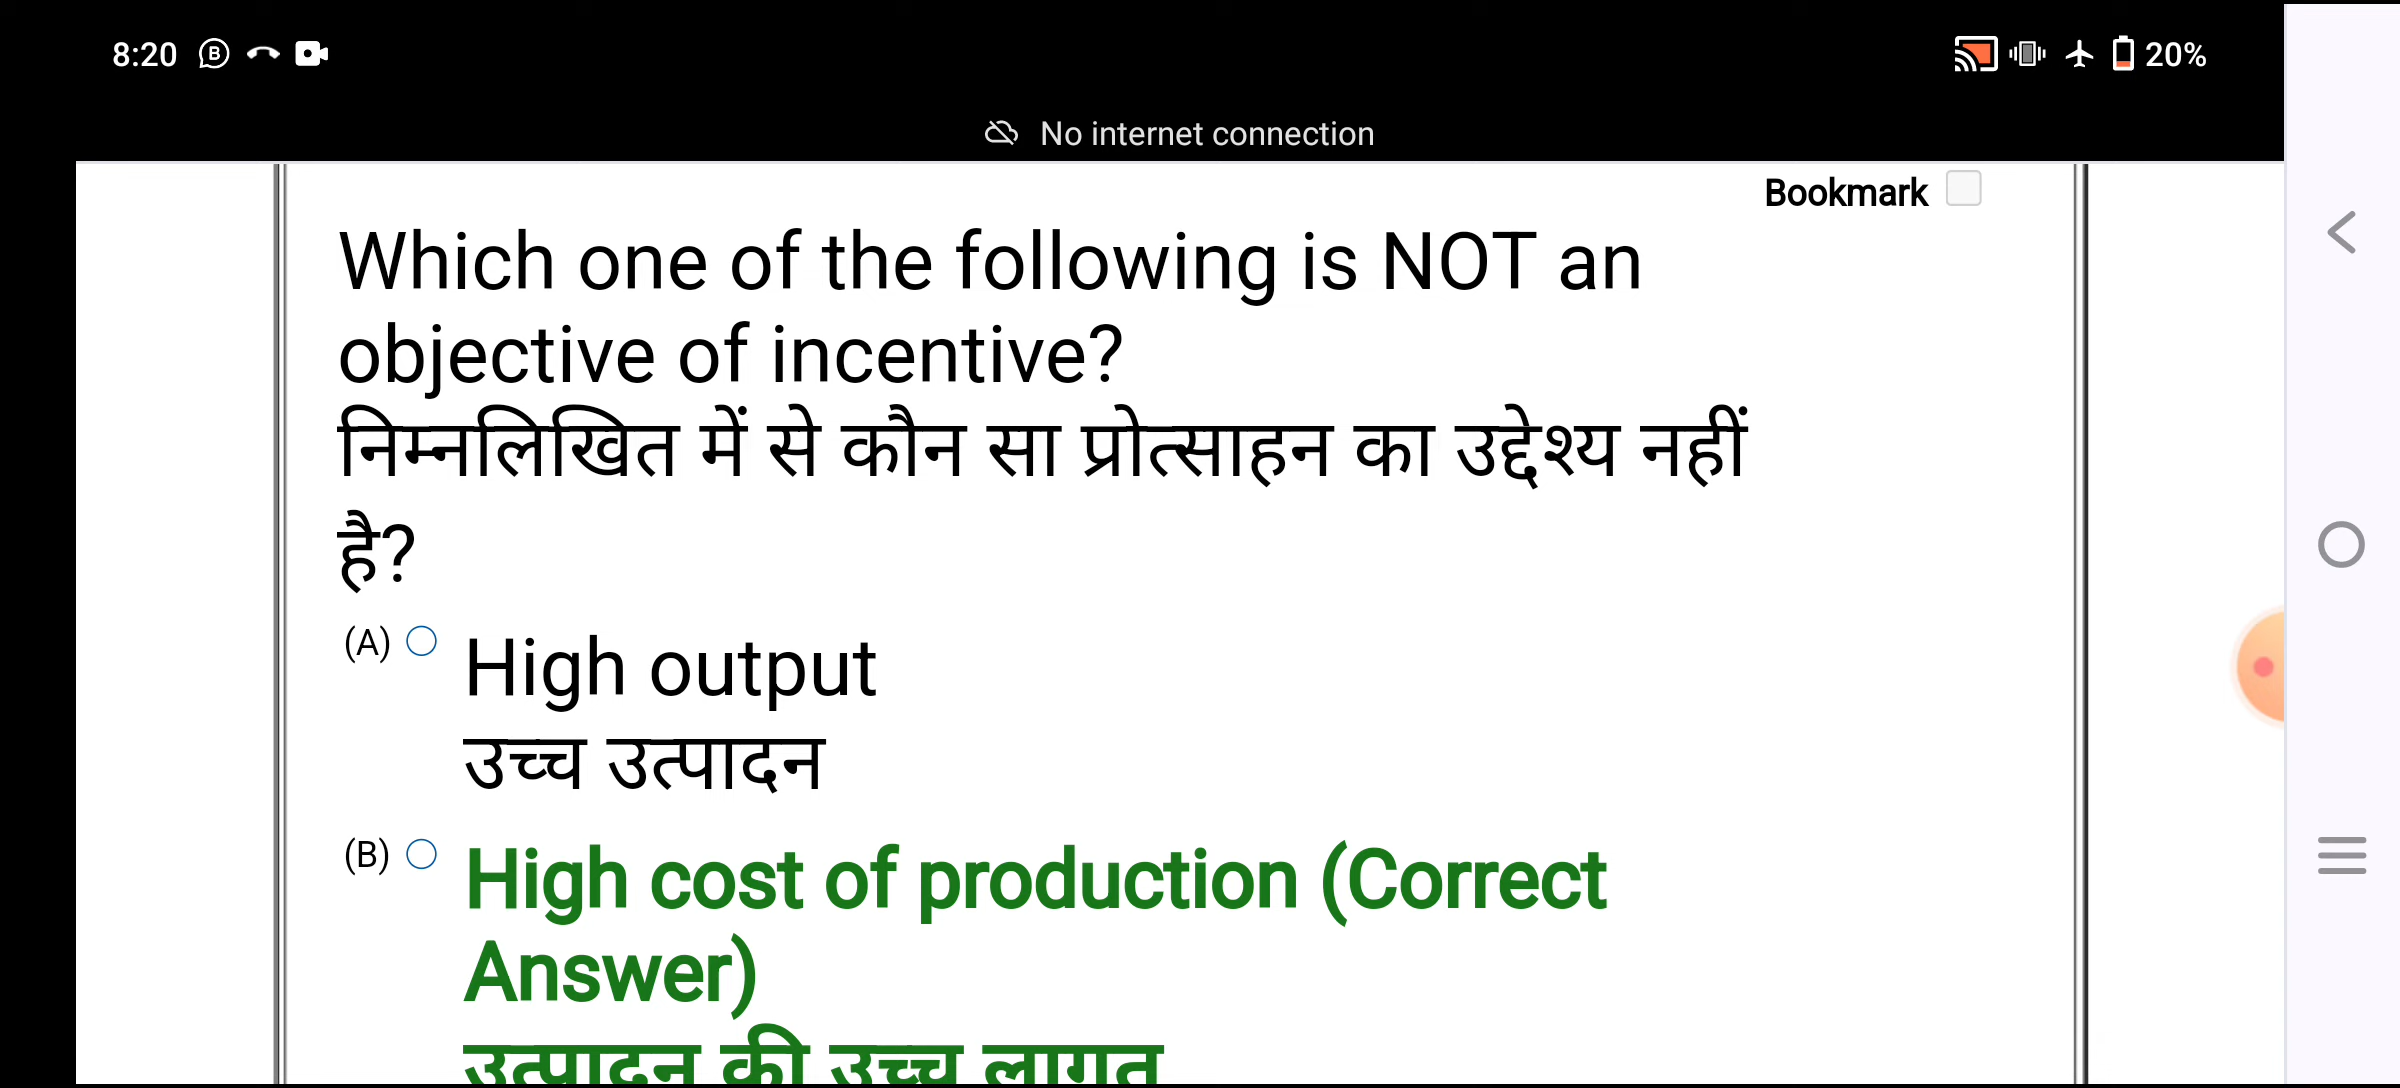 8:20
20%
No internet connection
Bookmark
Which one of the following is NOT an
objective of incentive?
निम्नलिखित में से कौन सा प्रोत्साहन का उद्देश्य नहीं
है?
(A) High output
उच्च उत्पादन
(B) High cost of production (Correct
Answer)
उत्पादन की उच्च लागत